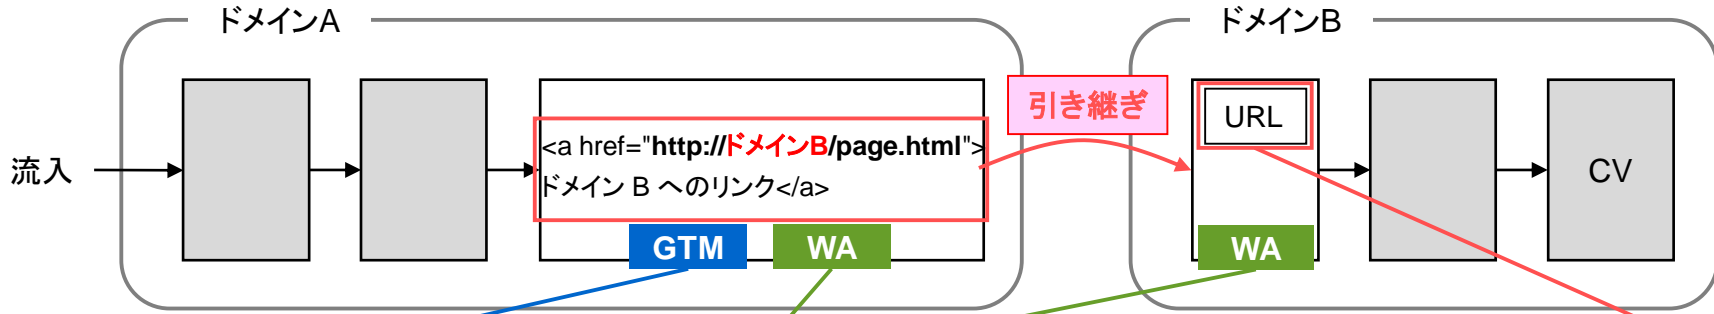 ドメインA
ドメインB
引き継ぎ
URL
<a href="http://ドメインB/page.html">
ドメイン B へのリンク</a>
流入
CV
GTM
WA
WA